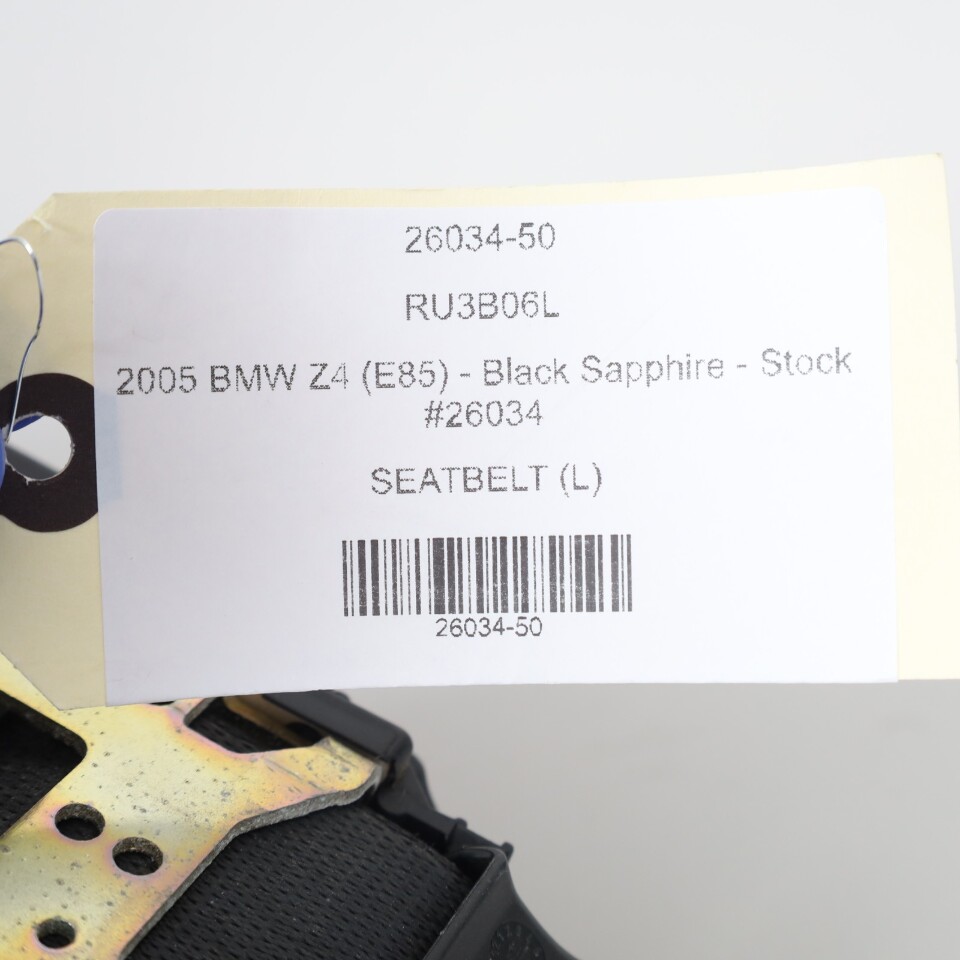 26034-50
RU3B06L
2005 BMW Z4 (E85) - Black Sapphire - Stock
#26034
SEATBELT (L)
26034-50